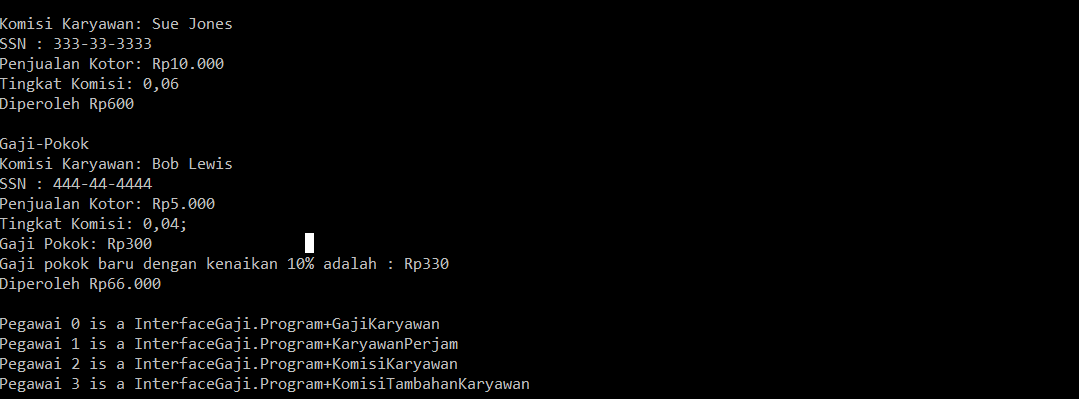 Komisi Karyawan: Sue Jones
SSN : 333-33-3333
Penjualan Kotor: Rp10.000
Tingkat Komisi: 0,06
Diperoleh Rp600
Gaji-Pokok
Komisi Karyawan: Bob Lewis
SSN : 444-44-4444
Penjualan Kotor: Rp5.000
Tingkat Komisi: 0,04;
Gaji Pokok: Rp300
Gaji pokok baru dengan kenaikan 10% adalah : Rp330
Diperoleh Rp66.000
Pegawai 0 is a InterfaceGaji.Program+GajiKaryawan
Pegawai 1 is a InterfaceGaji.Program+KaryawanPerjam
Pegawai 2 is a InterfaceGaji.Program+KomisiKaryawan
Pegawai 3 is a InterfaceGaji.Program+KomisiTambahanKaryawan